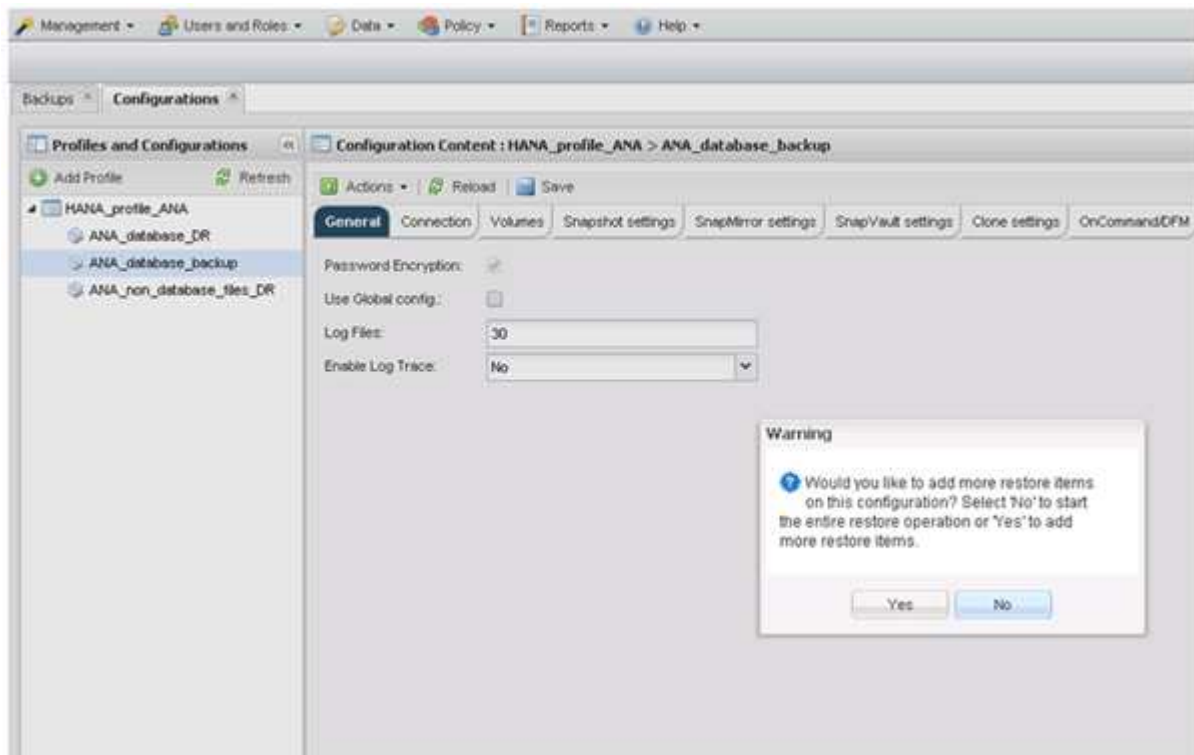 Management Users and Roles Data Policy Reports Help
Backups Configurations
Profiles and Configurations
Add Profile Refresh
HANA_profile_ANA
ANA_database_DR
ANA_database_backup
ANA_non_database_files_DR
Configuration Content : HANA_profile_ANA > ANA_database_backup
Actions Reload Save
General Connection Volumes Snapshot settings SnapMirror settings SnapVault settings Clone settings OnCommand/DFM
Password Encryption:
Use Global config.:
Log Files: 30
Enable Log Trace: No
Warning
Would you like to add more restore items
on this configuration? Select 'No' to start
the entire restore operation or 'Yes' to add
more restore items.
Yes No